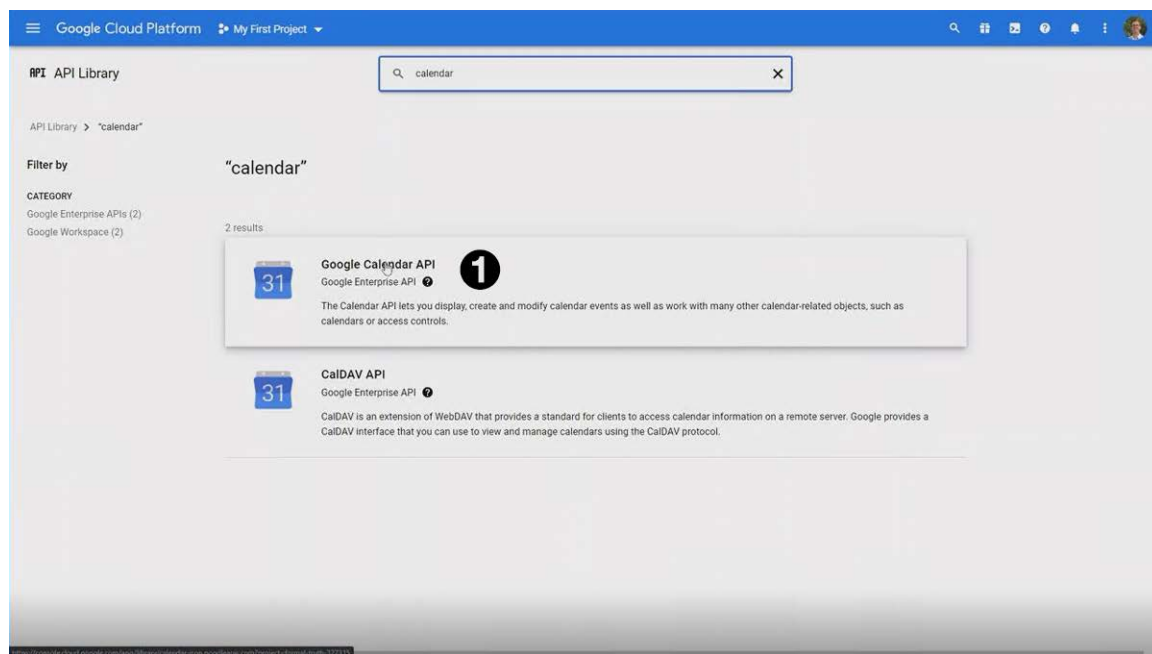 Google Cloud Platform My First Project
API API Library
calendar
API Library > "calendar"
Filter by
"calendar"
CATEGORY
Google Enterprise APIs (2)
Google Workspace (2)
2 results
31
Google Calendar API
1
Google Enterprise API
The Calendar API lets you display, create and modify calendar events as well as work with many other calendar-related objects, such as
calendars or access controls.
31
CalDAV API
Google Enterprise API
CalDAV is an extension of WebDAV that provides a standard for clients to access calendar information on a remote server. Google provides a
CalDAV interface that you can use to view and manage calendars using the CalDAV protocol.